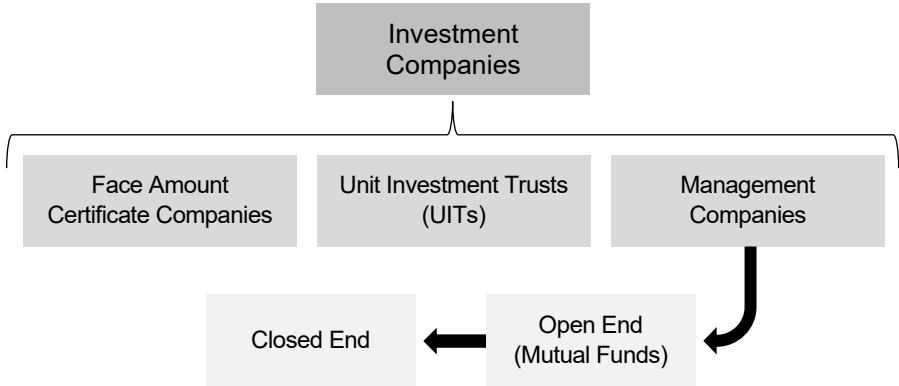 Investment
Companies
Face Amount
Certificate Companies
Unit Investment Trusts
(UITs)
Management
Companies
Closed End
Open End
(Mutual Funds)